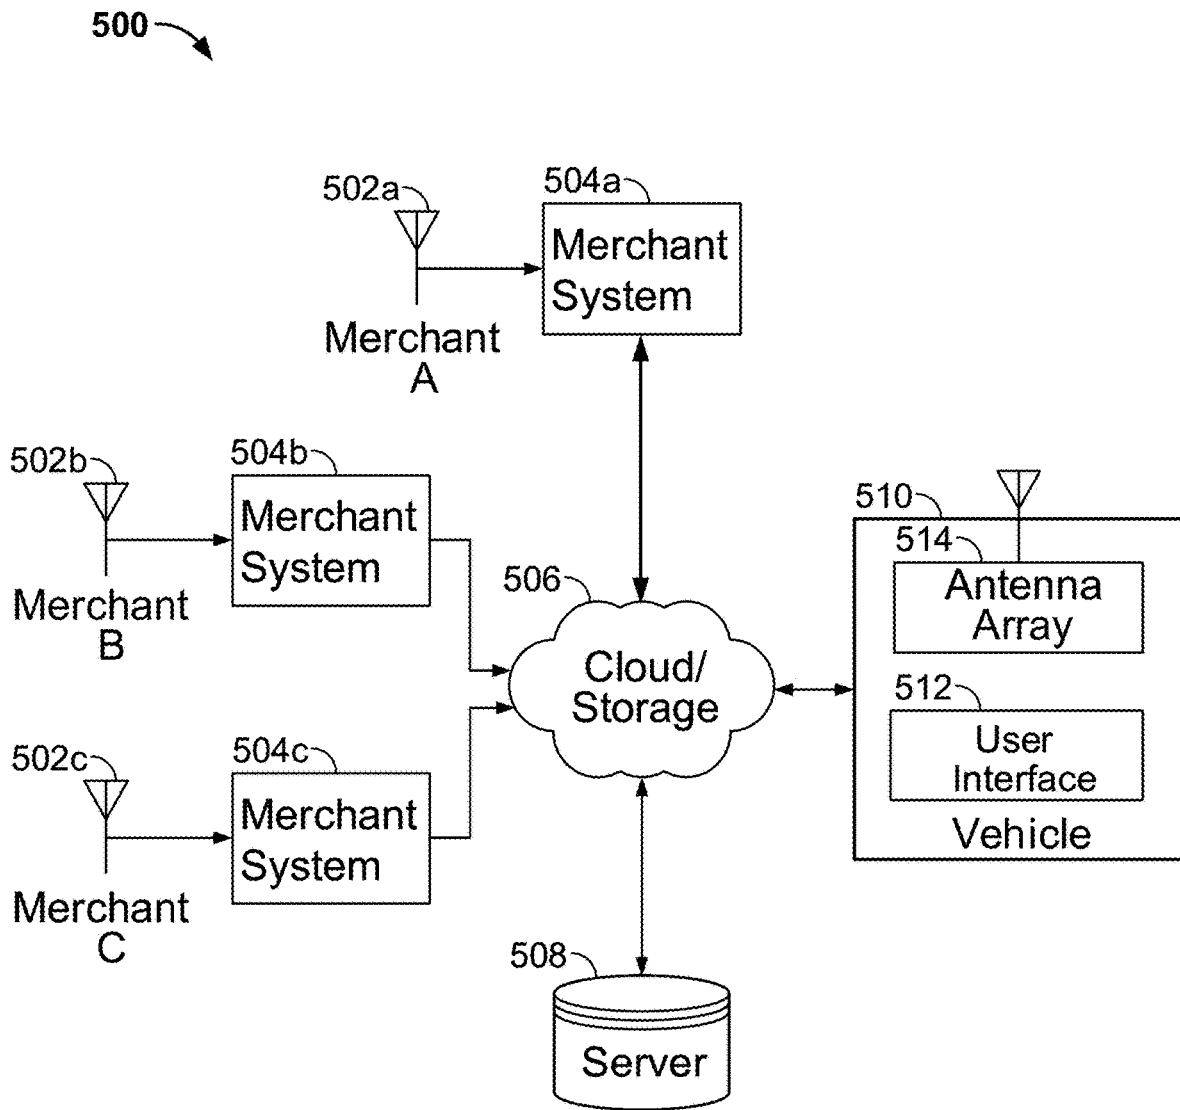 500
502a
504a
Merchant
System
Merchant
A
502b
504b
Merchant
System
Merchant
B
502c
504c
Merchant
System
Merchant
C
506
Cloud/
Storage
510
514
Antenna
Array
512
User
Interface
Vehicle
508
Server